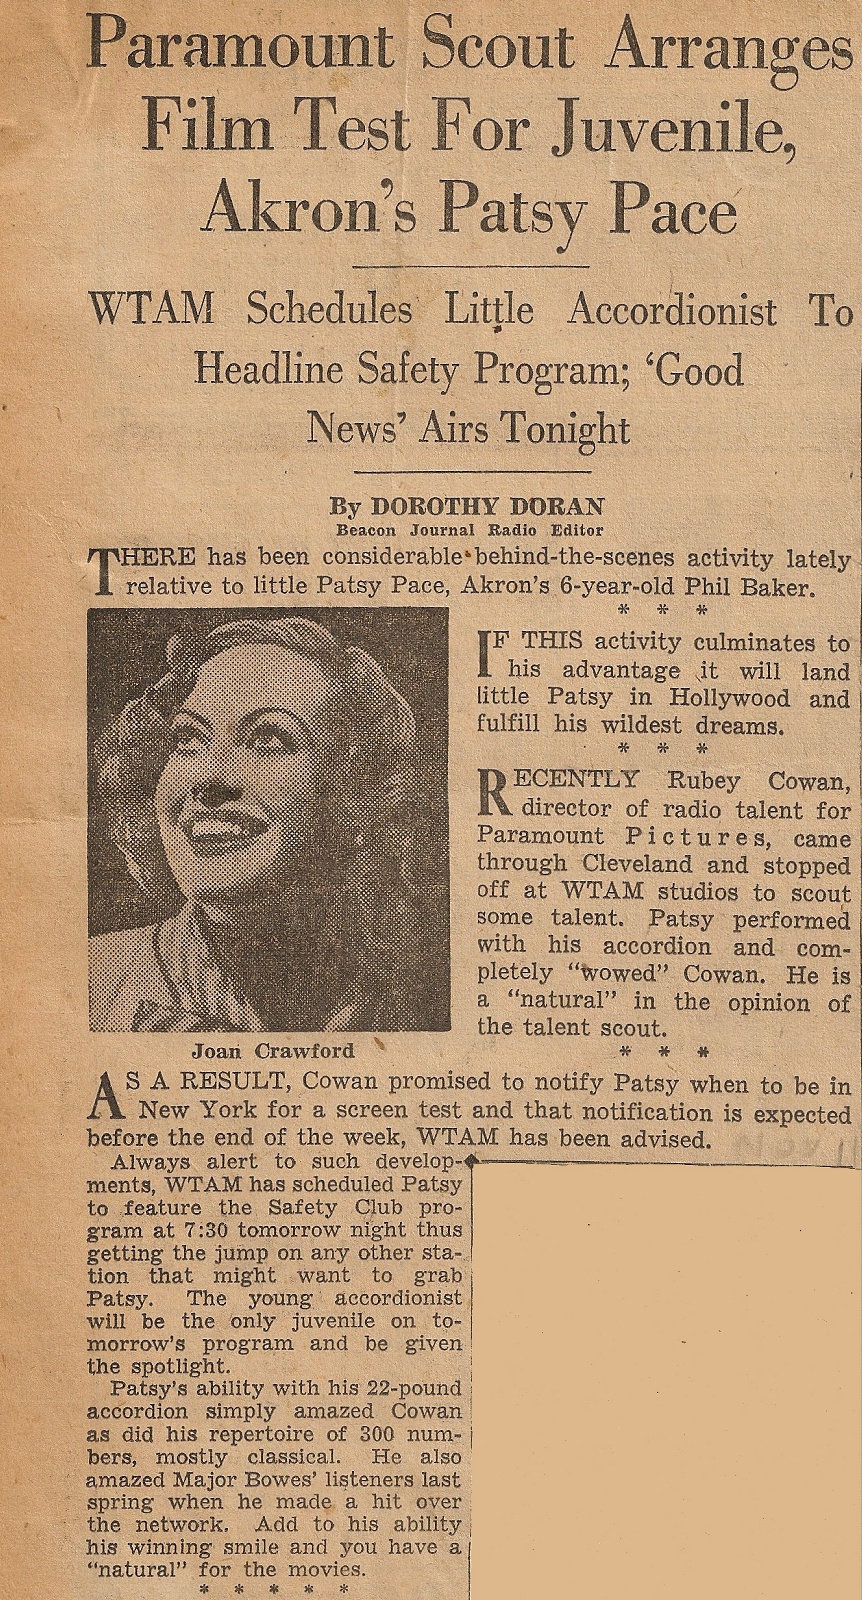 Paramount Scout Arranges
Film Test For Juvenile,
Akron's Patsy Pace
WTAM Schedules Little Accordionist To
Headline Safety Program; 'Good
News' Airs Tonight
By DOROTHY DORAN
Beacon Journal Radio Editor
THERE has been considerable behind-the-scenes activity lately
relative to little Patsy Pace, Akron's 6-year-old Phil Baker.
* * *
IF THIS activity culminates to
his advantage it will land
little Patsy in Hollywood and
fulfill his wildest dreams.
* * *
RECENTLY Rubey Cowan,
director of radio talent for
Paramount Pictures, came
through Cleveland and stopped
off at WTAM studios to scout
some talent. Patsy performed
with his accordion and com-
pletely "wowed" Cowan. He is
a "natural" in the opinion of
the talent scout.
* * *
Joan Crawford
AS A RESULT, Cowan promised to notify Patsy when to be in
New York for a screen test and that notification is expected
before the end of the week, WTAM has been advised.
Always alert to such develop-
ments, WTAM has scheduled Patsy
to feature the Safety Club pro-
gram at 7:30 tomorrow night thus
getting the jump on any other sta-
tion that might want to grab
Patsy. The young accordionist
will be the only juvenile on to-
morrow's program and be given
the spotlight.
Patsy's ability with his 22-pound
accordion simply amazed Cowan
as did his repertoire of 300 num-
bers, mostly classical. He also
amazed Major Bowes' listeners last
spring when he made a hit over
the network. Add to his ability
his winning smile and you have a
"natural" for the movies.
* * * * *